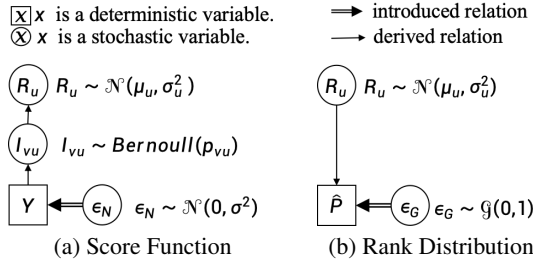 x x is a deterministic variable.
x x is a stochastic variable.
introduced relation
derived relation
R_u R_u ~ 𝒩(μ_u, σ_u^2)
I_vu I_vu ~ Bernoull(p_vu)
Y ϵ_N ϵ_N ~ 𝒩(0, σ^2)
(a) Score Function
R_u R_u ~ 𝒩(μ_u, σ_u^2)
P̂ ϵ_G ϵ_G ~ 𝒢(0,1)
(b) Rank Distribution